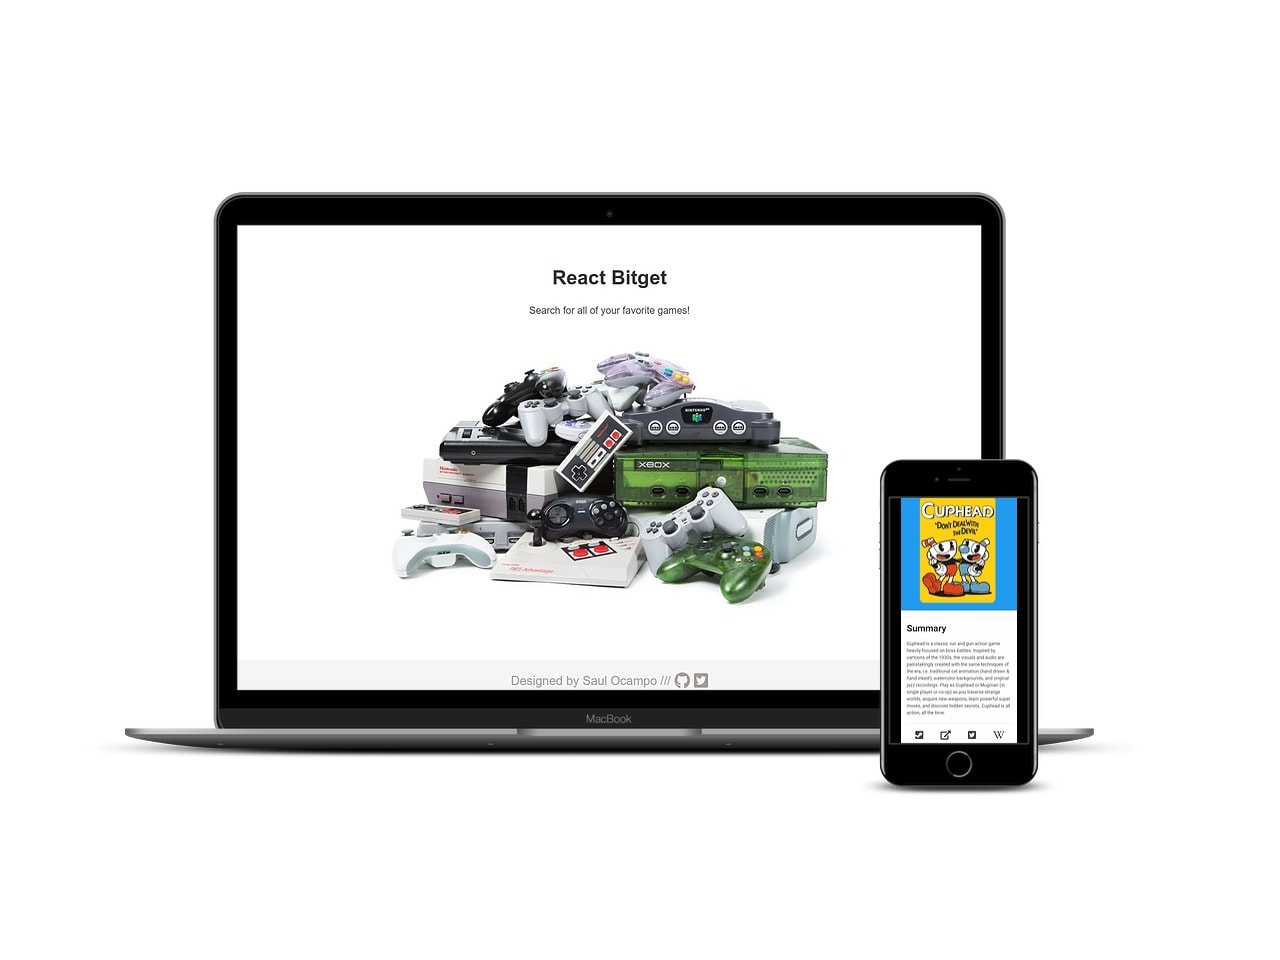 React Bitget
Search for all of your favorite games!
NINTENDO 64
XBOX
Nintendo
SEGA
NES Advantage
Designed by Saul Ocampo ///
MacBook
CUPHEAD
"DON'T DEAL WITH
THE DEVIL"
Summary
Cuphead is a classic run and gun action game
heavily focused on boss battles. Inspired by
cartoons of the 1930s, the visuals and audio are
painstakingly created with the same techniques of
the era, i.e. traditional cel animation (hand drawn &
hand inked!), watercolor backgrounds, and original
jazz recordings. Play as Cuphead or Mugman (in
single player or co-op) as you traverse strange
worlds, acquire new weapons, learn powerful super
moves, and discover hidden secrets. Cuphead is all
action, all the time.
W